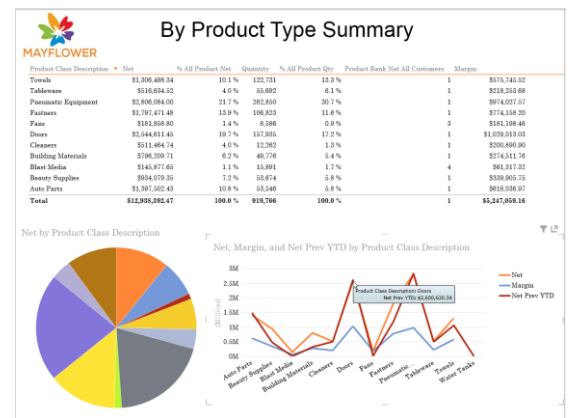 By Product Type Summary
MAYFLOWER
Product Class Description Net % All Product Net Quantity % All Product Qty Product Rank Net All Customers Margin
Towels $1,306,498.34 10.1 % 122,731 13.3 % 1 $575,745.52
Tableware $516,634.52 4.0 % 55,692 6.1 % 1 $218,253.68
Pneumatic Equipment $2,806,084.00 21.7 % 282,850 30.7 % 1 $974,027.57
Fastners $1,797,471.48 13.9 % 106,823 11.6 % 1 $774,158.20
Fans $181,958.80 1.4 % 8,586 0.9 % 3 $181,198.46
Doors $2,544,611.45 19.7 % 157,935 17.2 % 1 $1,029,013.03
Cleaners $511,464.74 4.0 % 12,262 1.3 % 1 $200,890.90
Building Materials $796,209.71 6.2 % 49,776 5.4 % 1 $274,511.76
Blast Media $145,877.65 1.1 % 15,891 1.7 % 4 $61,317.32
Beauty Supplies $934,079.35 7.2 % 53,674 5.8 % 1 $339,905.75
Auto Parts $1,397,502.43 10.8 % 53,546 5.8 % 1 $618,036.97
Total $12,938,392.47 100.0 % 919,766 100.0 % 1 $5,247,059.16
Net by Product Class Description
Net, Margin, and Net Prev YTD by Product Class Description
3M
2.5M
2M
1.5M
1M
0.5M
0M
(Millions)
Product Class Description: Doors
Net Prev YTD: $2,600,630.34
Net
Margin
Net Prev YTD
Auto Parts
Beauty Supplies
Blast Media
Building Materials
Cleaners
Doors
Fans
Fastners
Pneumatic
Tableware
Towels
Water Tanks